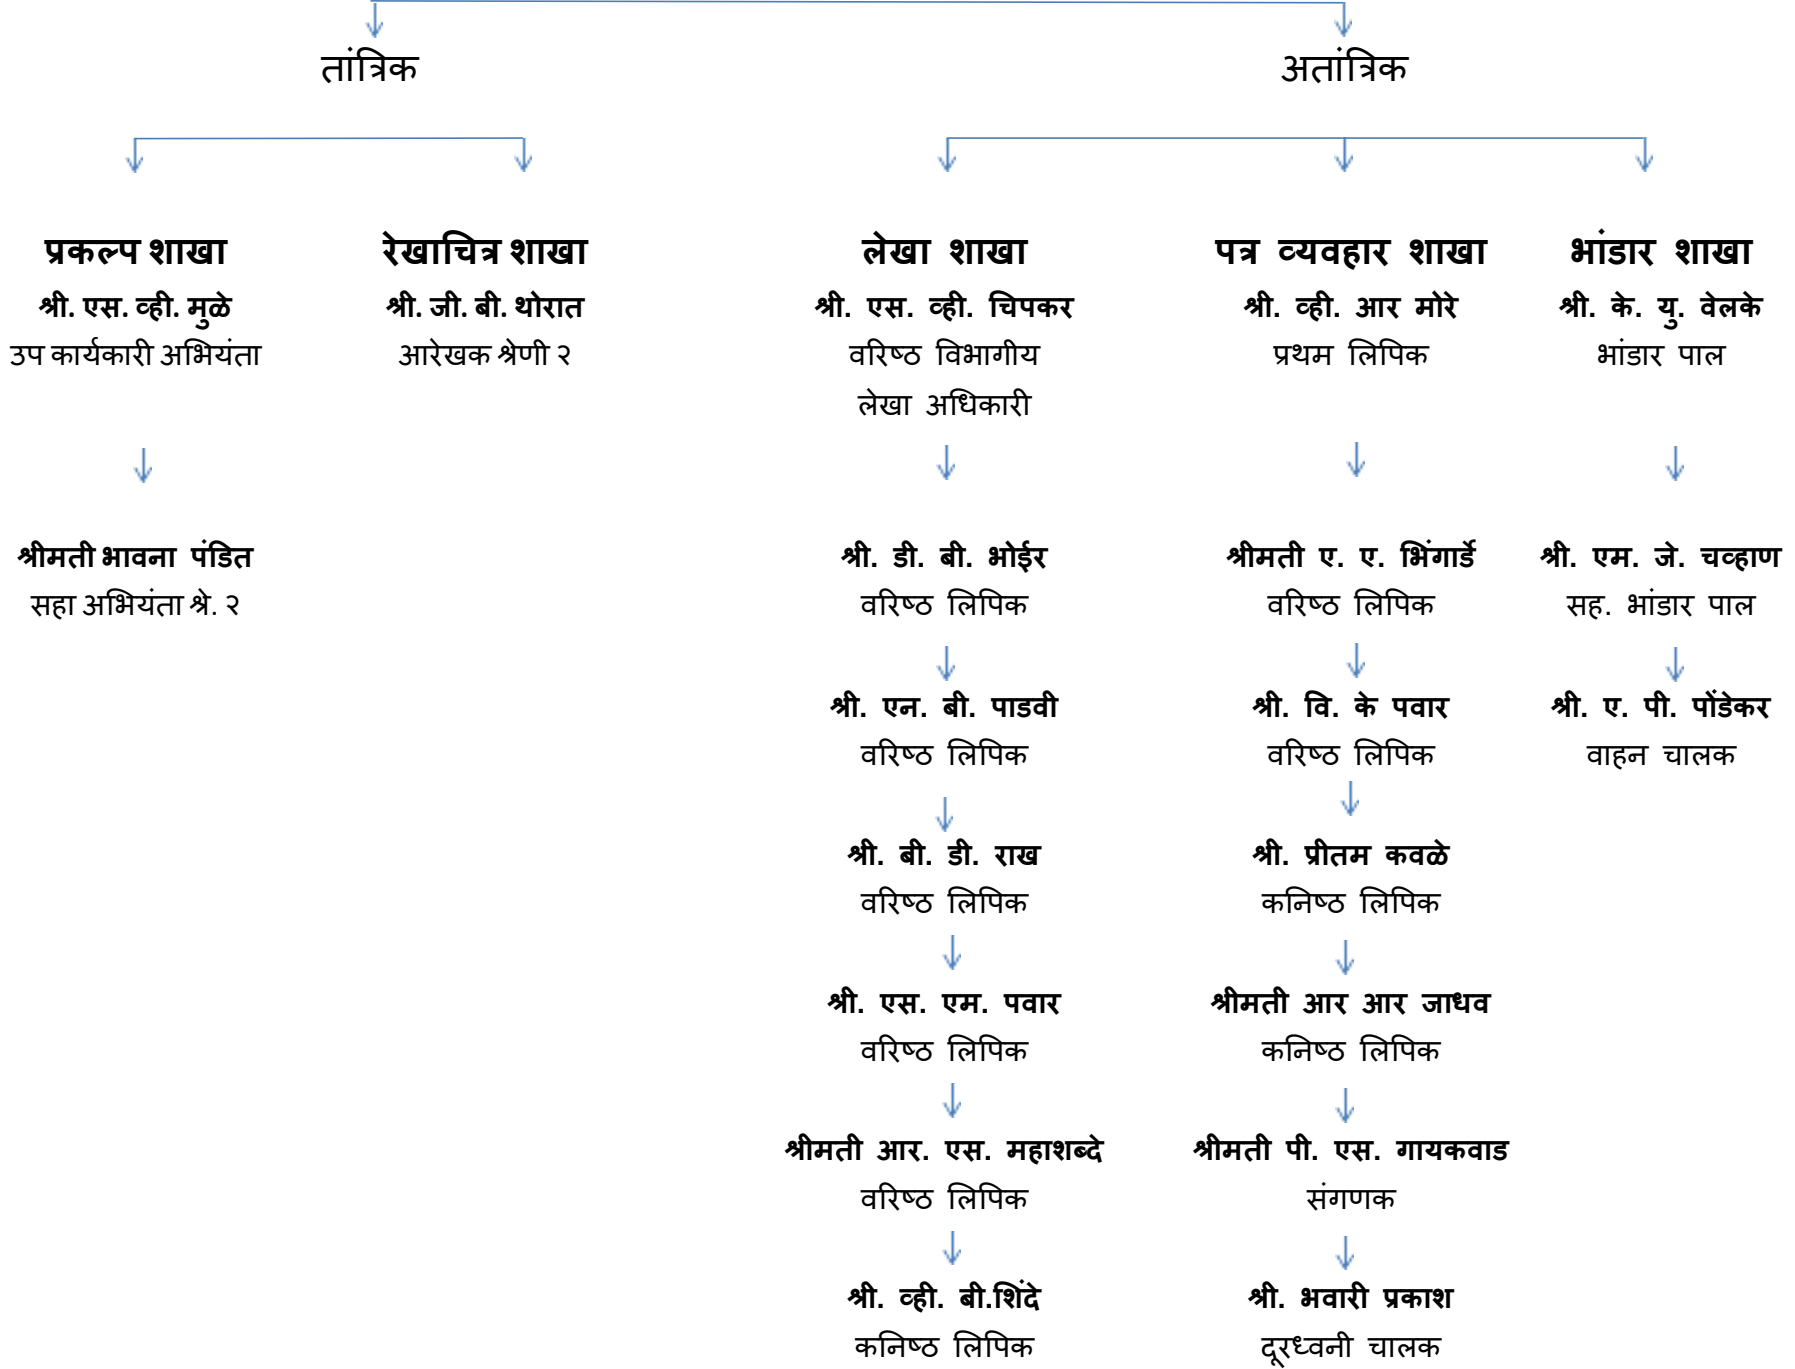 तांत्रिक
अतांत्रिक
प्रकल्प शाखा
श्री. एस. व्ही. मुळे
उप कार्यकारी अभियंता
श्रीमती भावना पंडित
सहा अभियंता श्रे. २
रेखाचित्र शाखा
श्री. जी. बी. थोरात
आरेखक श्रेणी २
लेखा शाखा
श्री. एस. व्ही. चिपकर
वरिष्ठ विभागीय
लेखा अधिकारी
श्री. डी. बी. भोईर
वरिष्ठ लिपिक
श्री. एन. बी. पाडवी
वरिष्ठ लिपिक
श्री. बी. डी. राख
वरिष्ठ लिपिक
श्री. एस. एम. पवार
वरिष्ठ लिपिक
श्रीमती आर. एस. महाशब्दे
वरिष्ठ लिपिक
श्री. व्ही. बी.शिंदे
कनिष्ठ लिपिक
पत्र व्यवहार शाखा
श्री. व्ही. आर मोरे
प्रथम लिपिक
श्रीमती ए. ए. भिंगार्डे
वरिष्ठ लिपिक
श्री. वि. के पवार
वरिष्ठ लिपिक
श्री. प्रीतम कवळे
कनिष्ठ लिपिक
श्रीमती आर आर जाधव
कनिष्ठ लिपिक
श्रीमती पी. एस. गायकवाड
संगणक
श्री. भवारी प्रकाश
दूरध्वनी चालक
भांडार शाखा
श्री. के. यु. वेलके
भांडार पाल
श्री. एम. जे. चव्हाण
सह. भांडार पाल
श्री. ए. पी. पोंडेकर
वाहन चालक